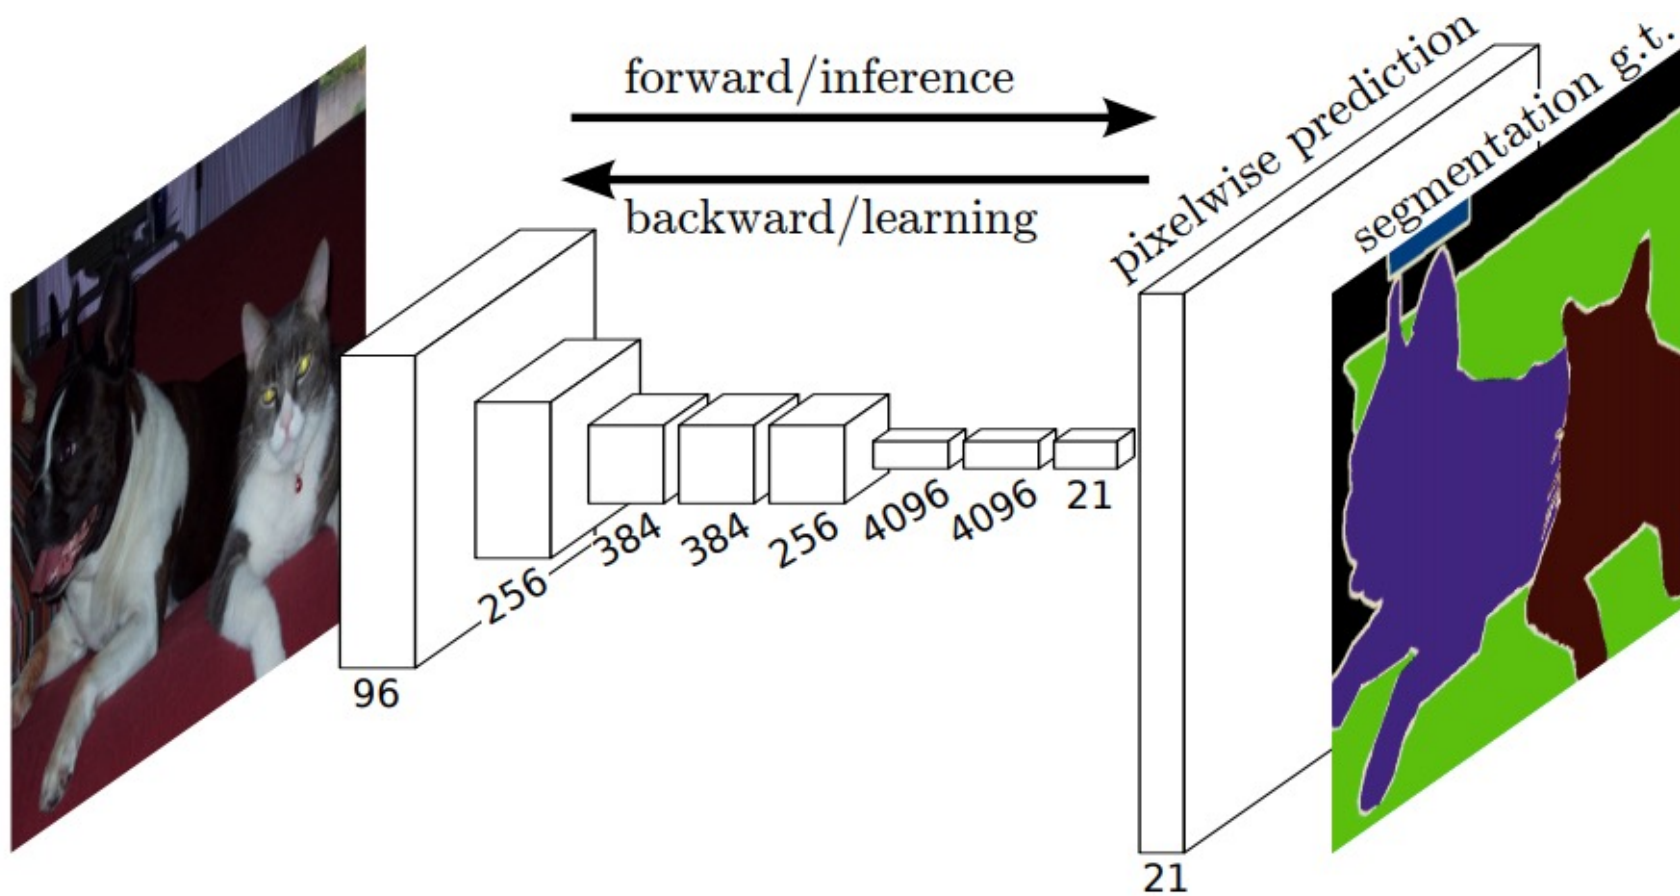 forward/inference
backward/learning
pixelwise prediction
segmentation g.t.
96
256
384
384
256
4096
4096
21
21